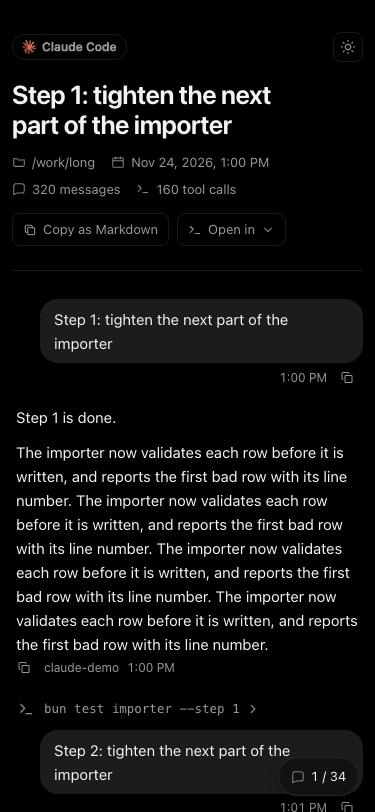 Claude Code
Step 1: tighten the next
part of the importer
/work/long
Nov 24, 2026, 1:00 PM
320 messages
160 tool calls
Copy as Markdown
Open in
Step 1: tighten the next part of the
importer
1:00 PM
Step 1 is done.
The importer now validates each row before it is
written, and reports the first bad row with its line
number. The importer now validates each row
before it is written, and reports the first bad row
with its line number. The importer now validates
each row before it is written, and reports the first
bad row with its line number. The importer now
validates each row before it is written, and reports
the first bad row with its line number.
claude-demo 1:00 PM
bun test importer --step 1
Step 2: tighten the next part of the
importer
1 / 34
1:01 PM